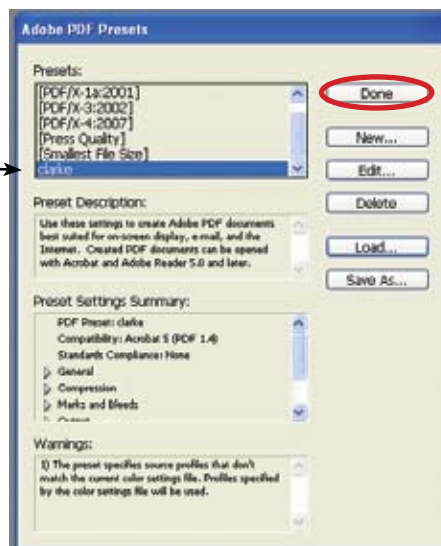 Adobe PDF Presets
Presets:
[PDF/X-1a:2001]
[PDF/X-3:2002]
[PDF/X-4:2007]
[Press Quality]
[Smallest File Size]
clarke
Done
New...
Edit...
Delete
Load...
Save As...
Preset Description:
Use these settings to create Adobe PDF documents
best suited for on-screen display, e-mail, and the
Internet. Created PDF documents can be opened
with Acrobat and Adobe Reader 5.0 and later.
Preset Settings Summary:
PDF Preset: clarke
Compatibility: Acrobat 5 (PDF 1.4)
Standards Compliance: None
General
Compression
Marks and Bleeds
Warnings:
1) The preset specifies source profiles that don't
match the current color settings file. Profiles specified
by the color settings file will be used.